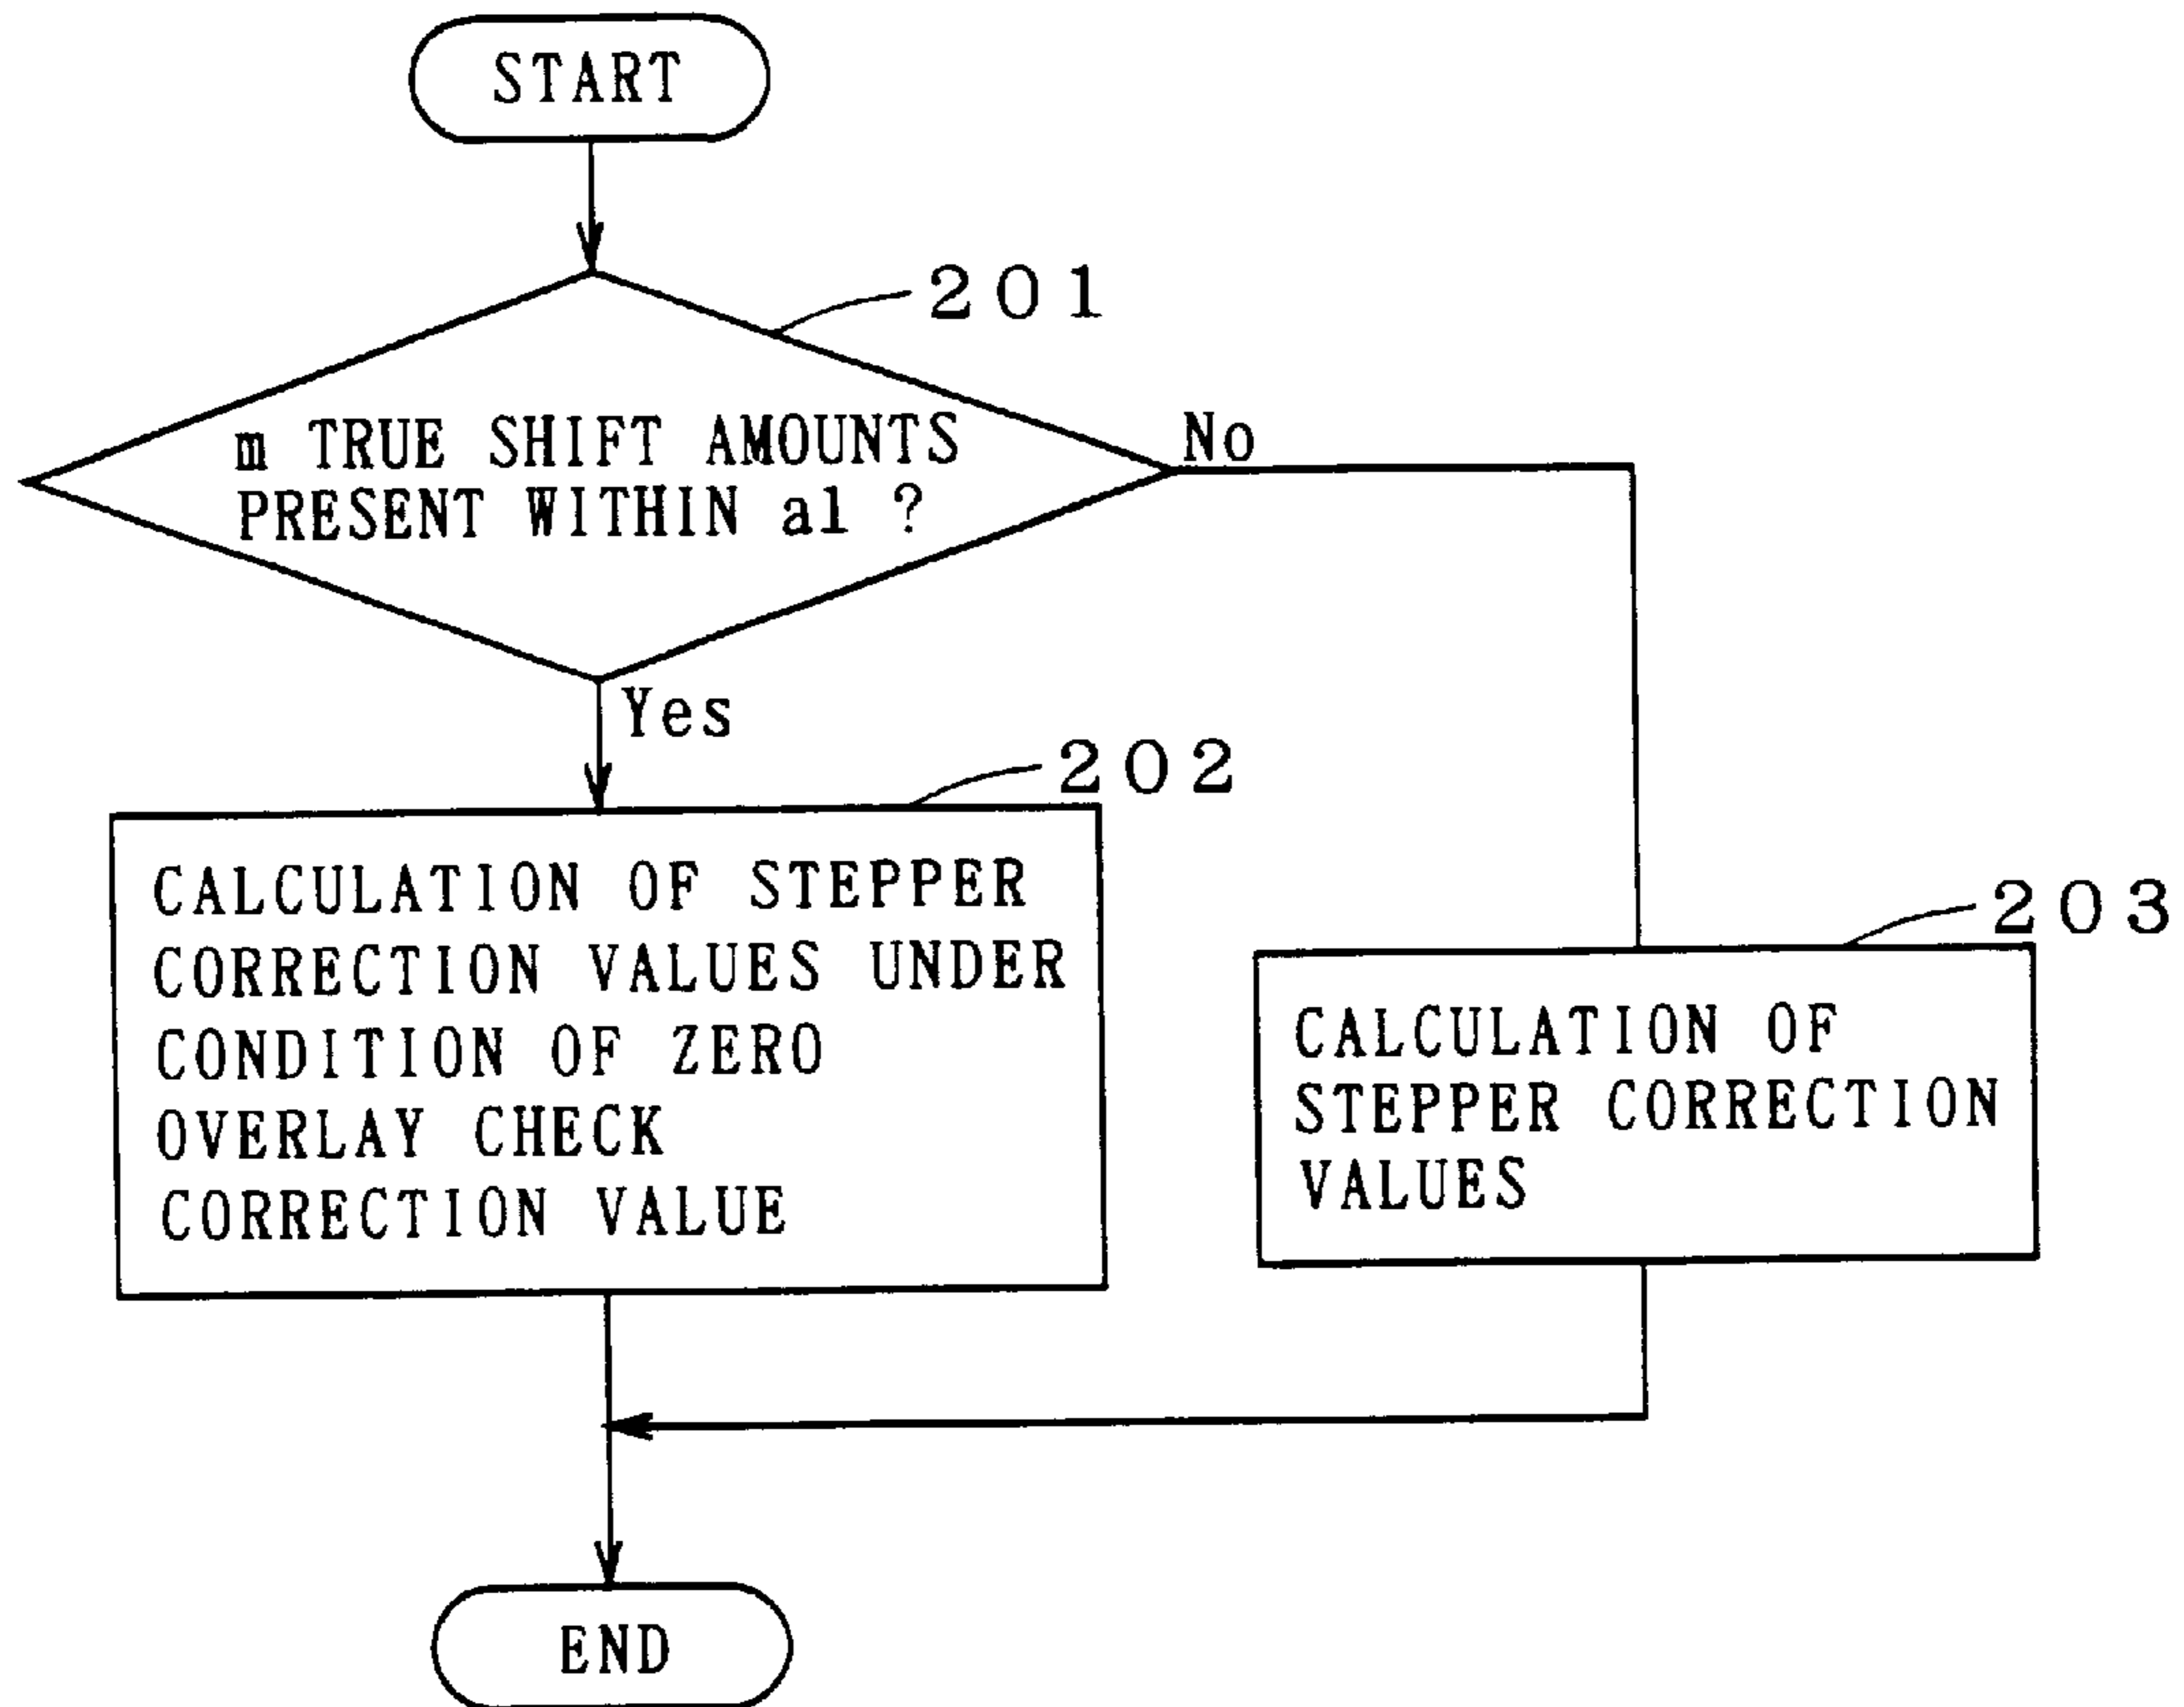 START
201
m TRUE SHIFT AMOUNTS
PRESENT WITHIN a1 ?
No
Yes
202
CALCULATION OF STEPPER
CORRECTION VALUES UNDER
CONDITION OF ZERO
OVERLAY CHECK
CORRECTION VALUE
203
CALCULATION OF
STEPPER CORRECTION
VALUES
END